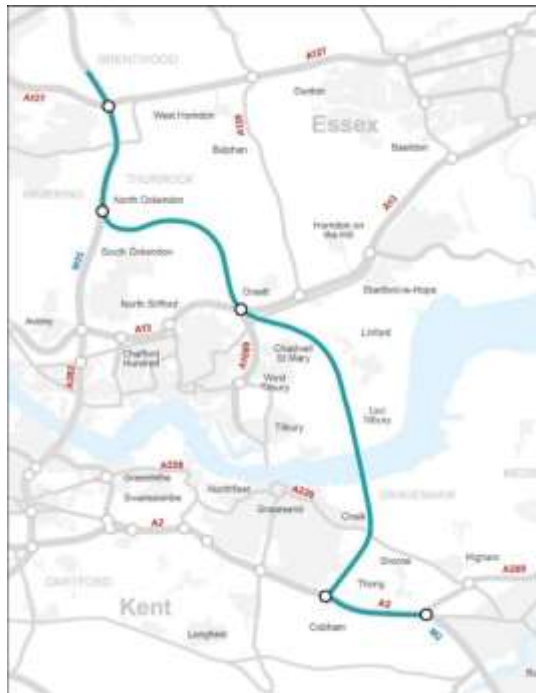 BRENTWOOD
A127
A127
Dunton
West Horndon
A128
Essex
Basildon
Bulphan
THURROCK
HAVERING
North Ockendon
A13
Horndon on
the Hill
South Ockendon
M25
Orsett
Stanford-le-Hope
North Stifford
Aveley
A13
Linford
Chafford
Hundred
A1089
Chadwell
St Mary
A282
West
Tilbury
East
Tilbury
Tilbury
A226
Greenhithe
Northfleet
A226
GRAVESHAM
Swanscombe
Gravesend
A2
Chalk
Shorne
Higham
A289
DARTFORD
Thong
Kent
A2
Cobham
M2
Longfield